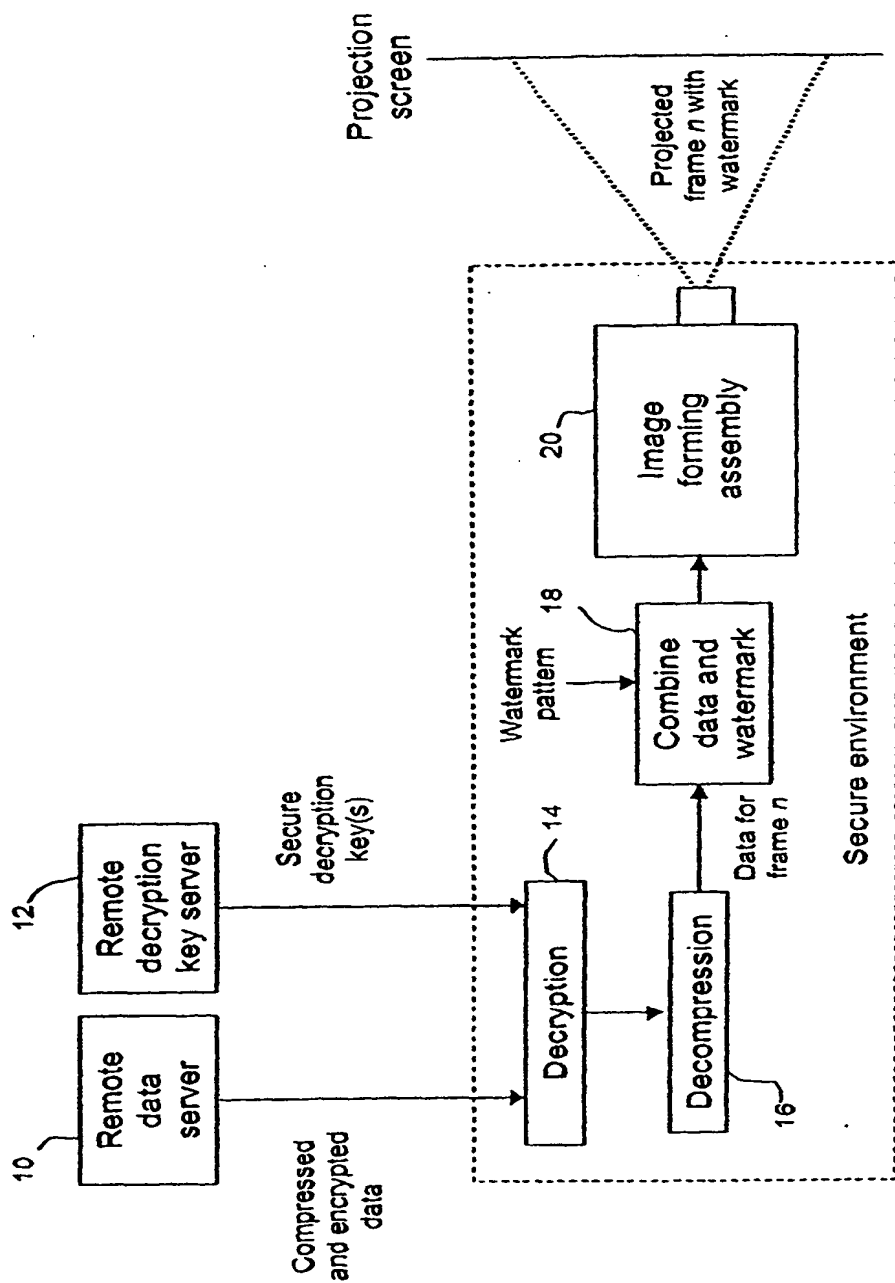 10
Remote
data
server
12
Remote
decryption
key server
Compressed
and encrypted
data
Secure
decryption
key(s)
14
Decryption
Decompression
16
Data for
frame n
Watermark
pattern
18
Combine
data and
watermark
20
Image
forming
assembly
Secure environment
Projected
frame n with
watermark
Projection
screen